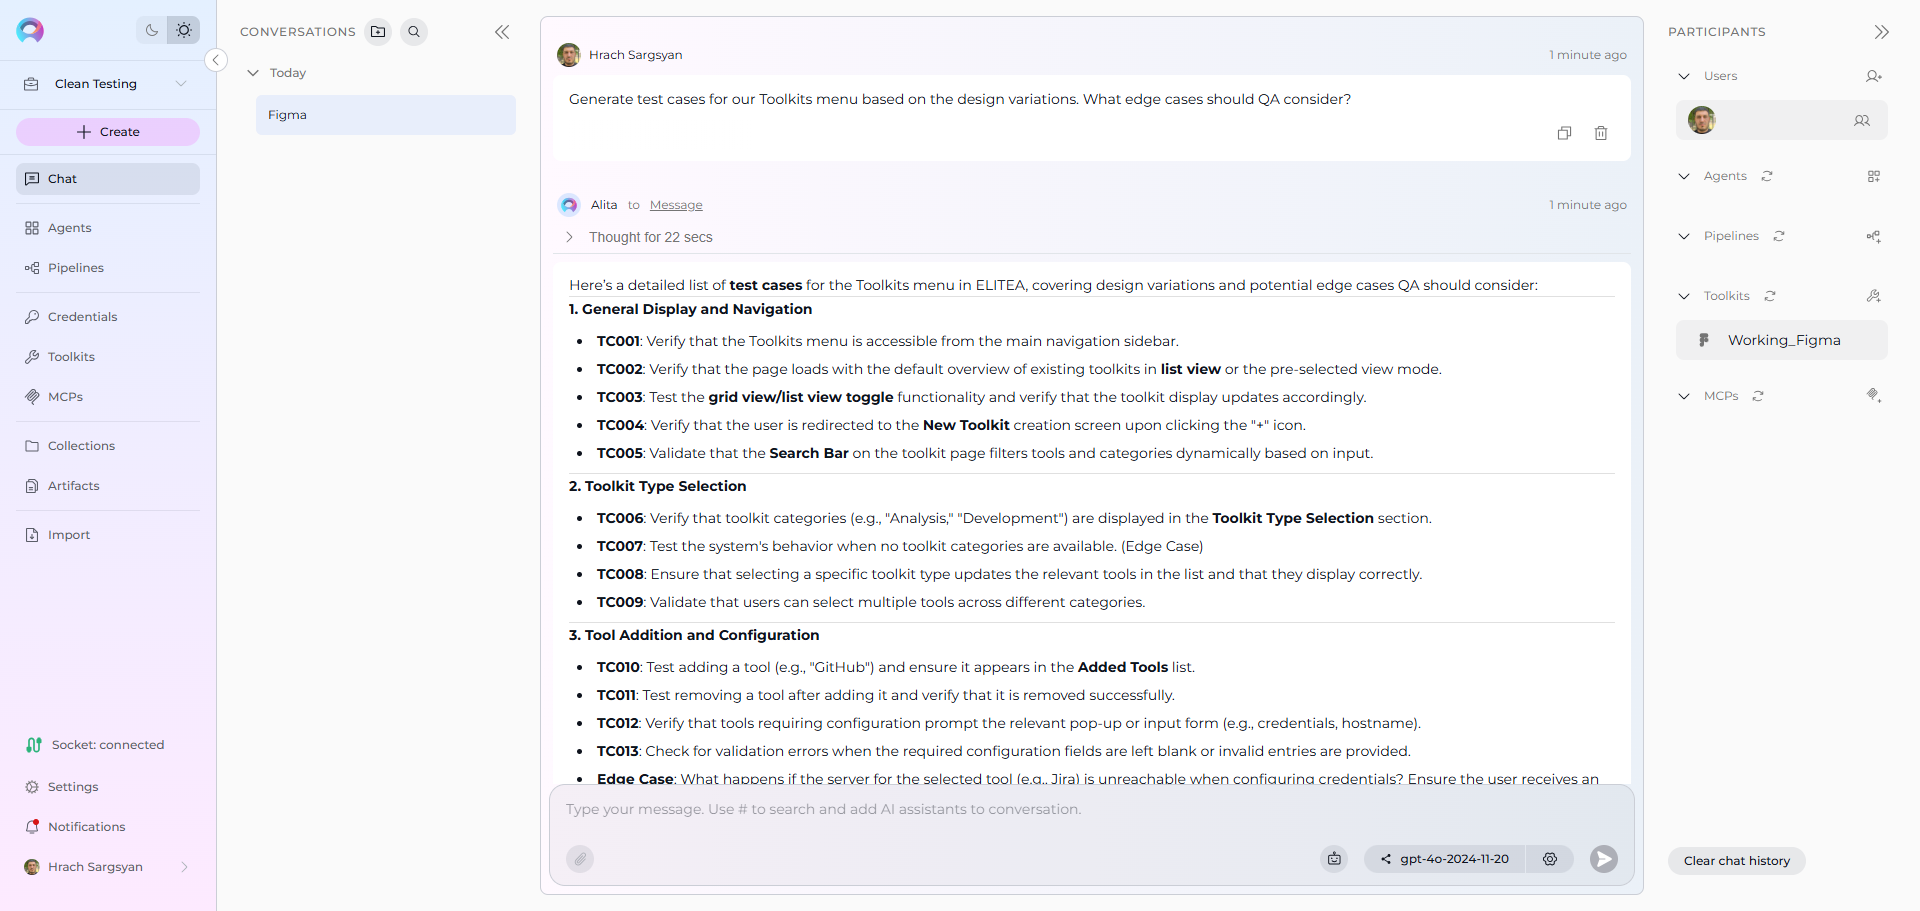 Clean Testing
Create
Chat
Agents
Pipelines
Credentials
Toolkits
MCPs
Collections
Artifacts
Import
Socket: connected
Settings
Notifications
Hrach Sargsyan
CONVERSATIONS
Today
Figma
Hrach Sargsyan
1 minute ago
Generate test cases for our Toolkits menu based on the design variations. What edge cases should QA consider?
Alita to Message
1 minute ago
Thought for 22 secs
Here's a detailed list of test cases for the Toolkits menu in ELITEA, covering design variations and potential edge cases QA should consider:
1. General Display and Navigation
• TC001: Verify that the Toolkits menu is accessible from the main navigation sidebar.
• TC002: Verify that the page loads with the default overview of existing toolkits in list view or the pre-selected view mode.
• TC003: Test the grid view/list view toggle functionality and verify that the toolkit display updates accordingly.
• TC004: Verify that the user is redirected to the New Toolkit creation screen upon clicking the "+" icon.
• TC005: Validate that the Search Bar on the toolkit page filters tools and categories dynamically based on input.
2. Toolkit Type Selection
• TC006: Verify that toolkit categories (e.g., "Analysis," "Development") are displayed in the Toolkit Type Selection section.
• TC007: Test the system's behavior when no toolkit categories are available. (Edge Case)
• TC008: Ensure that selecting a specific toolkit type updates the relevant tools in the list and that they display correctly.
• TC009: Validate that users can select multiple tools across different categories.
3. Tool Addition and Configuration
• TC010: Test adding a tool (e.g., "GitHub") and ensure it appears in the Added Tools list.
• TC011: Test removing a tool after adding it and verify that it is removed successfully.
• TC012: Verify that tools requiring configuration prompt the relevant pop-up or input form (e.g., credentials, hostname).
• TC013: Check for validation errors when the required configuration fields are left blank or invalid entries are provided.
• Edge Case: What happens if the server for the selected tool (e.g., Jira) is unreachable when configuring credentials? Ensure the user receives an
Type your message. Use # to search and add AI assistants to conversation.
gpt-4o-2024-11-20
PARTICIPANTS
Users
Agents
Pipelines
Toolkits
Working_Figma
MCPs
Clear chat history